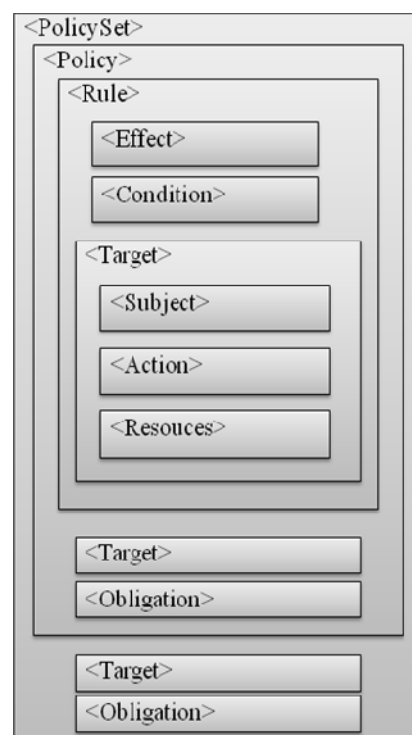 <PolicySet>
<Policy>
<Rule>
<Effect>
<Condition>
<Target>
<Subject>
<Action>
<Resouces>
<Target>
<Obligation>
<Target>
<Obligation>